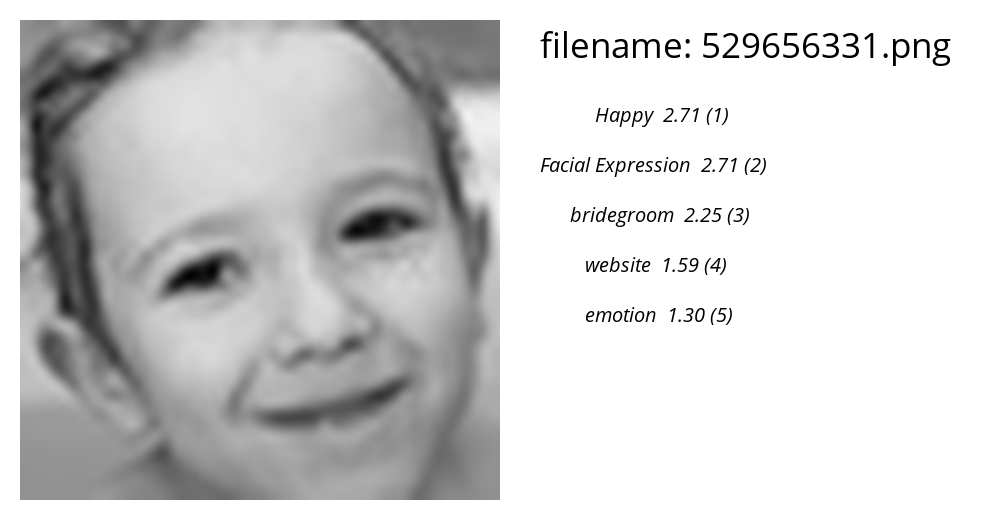 filename: 529656331.png
Happy 2.71 (1)
Facial Expression 2.71 (2)
bridegroom 2.25 (3)
website 1.59 (4)
emotion 1.30 (5)